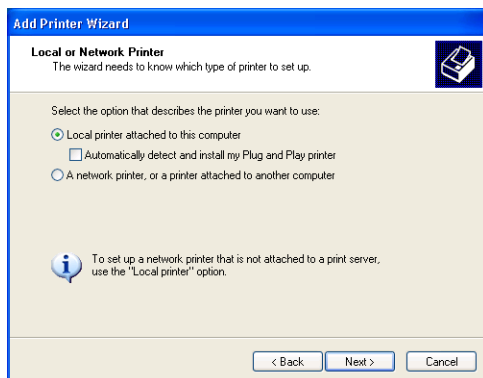 Add Printer Wizard
Local or Network Printer
The wizard needs to know which type of printer to set up.
Select the option that describes the printer you want to use:
Local printer attached to this computer
Automatically detect and install my Plug and Play printer
A network printer, or a printer attached to another computer
To set up a network printer that is not attached to a print server,
use the "Local printer" option.
< Back Next > Cancel